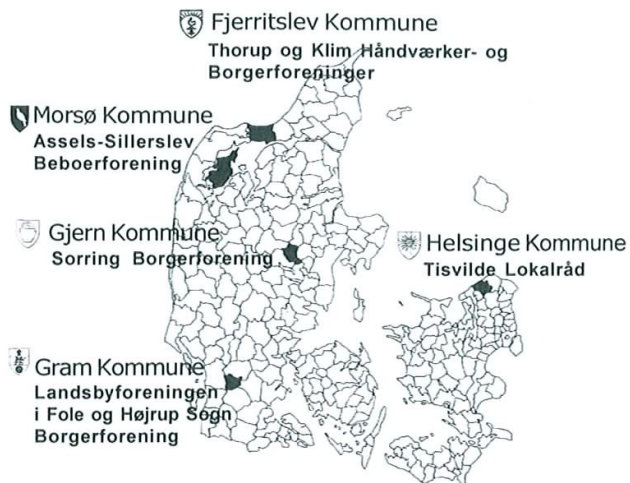 Fjerritslev Kommune
Thorup og Klim Håndværker- og
Borgerforeninger
Morsø Kommune
Assels-Sillerslev
Beboerforening
Gjern Kommune
Sorring Borgerforening
Helsinge Kommune
Tisvilde Lokalråd
Gram Kommune
Landsbyforeningen
i Fole og Højrup Sogn
Borgerforening